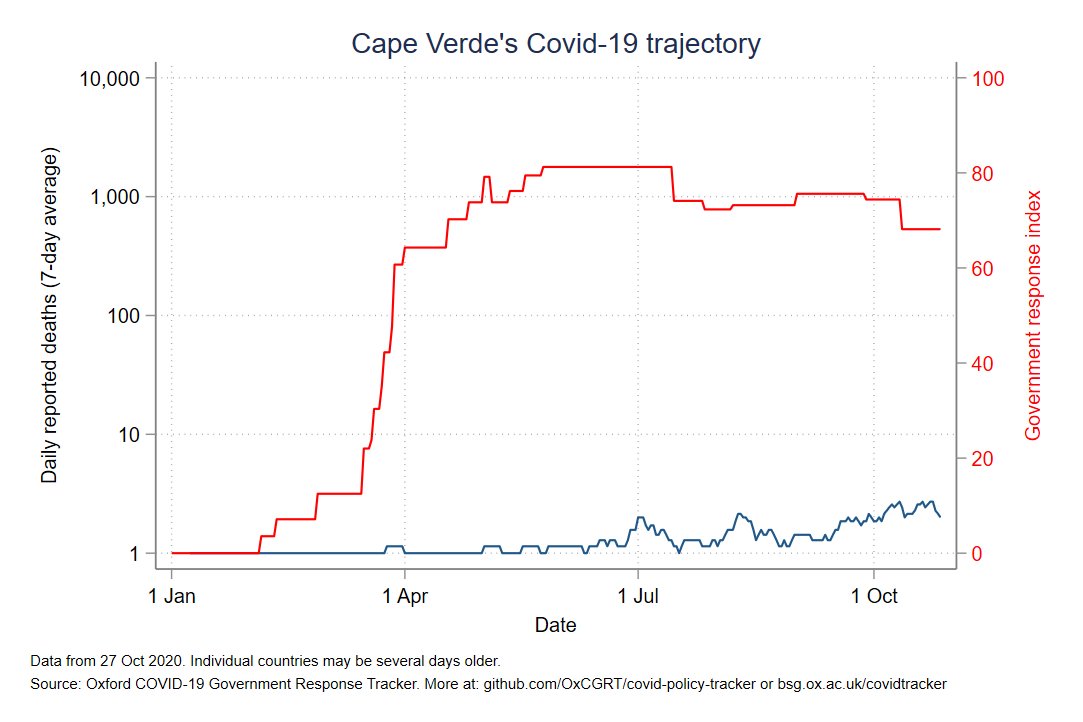 Cape Verde's Covid-19 trajectory
Daily reported deaths (7-day average)
10,000
1,000
100
10
1
100
80
60
40
20
0
Government response index
1 Jan
1 Apr
1 Jul
1 Oct
Date
Data from 27 Oct 2020. Individual countries may be several days older.
Source: Oxford COVID-19 Government Response Tracker. More at: github.com/OxCGRT/covid-policy-tracker or bsg.ox.ac.uk/covidtracker